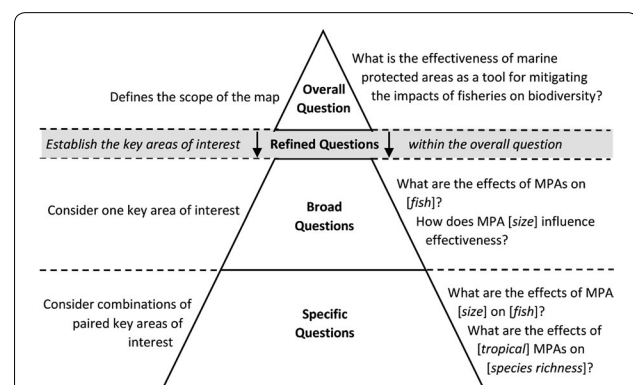 What is the effectiveness of marine
protected areas as a tool for mitigating
the impacts of fisheries on biodiversity?
Overall
Question
Defines the scope of the map
Establish the key areas of interest
Refined Questions
within the overall question
What are the effects of MPAs on
[fish]?
How does MPA [size] influence
effectiveness?
Consider one key area of interest
Broad
Questions
Consider combinations of
paired key areas of
interest
Specific
Questions
What are the effects of MPA
[size] on [fish]?
What are the effects of
[tropical] MPAs on
[species richness]?